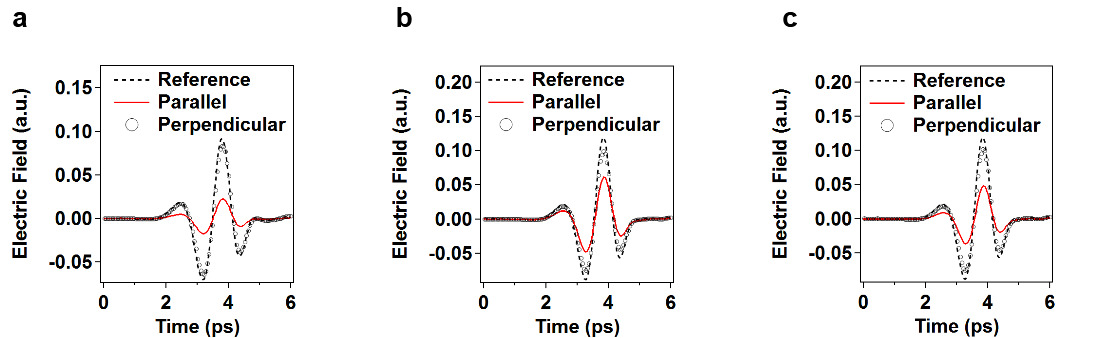 a
Electric Field (a.u.)
0.15
0.10
0.05
0.00
-0.05
Reference
Parallel
Perpendicular
0 2 4 6
Time (ps)
b
Electric Field (a.u.)
0.20
0.15
0.10
0.05
0.00
-0.05
Reference
Parallel
Perpendicular
0 2 4 6
Time (ps)
c
Electric Field (a.u.)
0.20
0.15
0.10
0.05
0.00
-0.05
Reference
Parallel
Perpendicular
0 2 4 6
Time (ps)